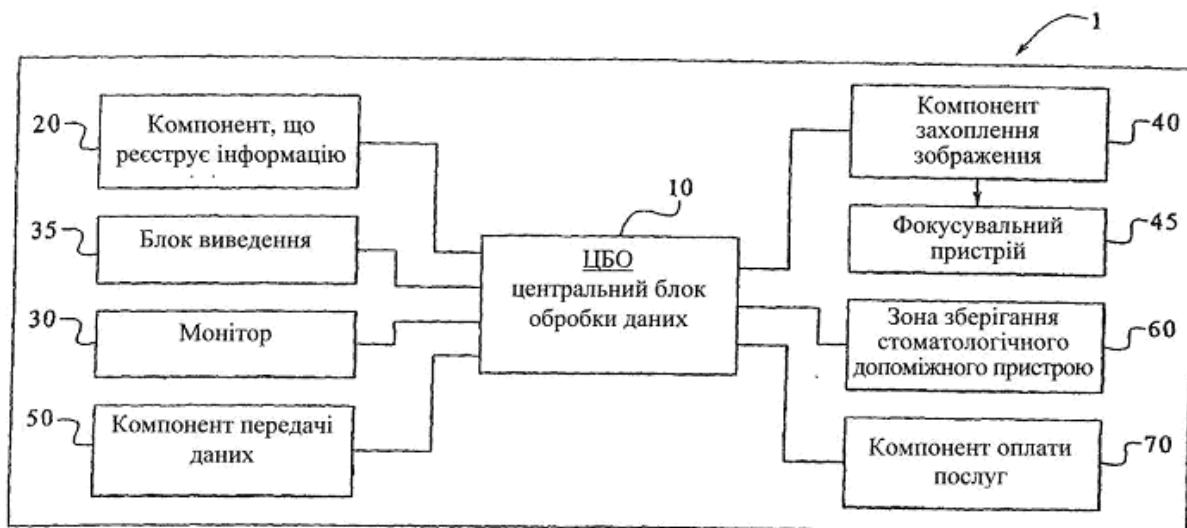 1
20
Компонент, що
реєструє інформацію
35
Блок виведення
30
Монітор
50
Компонент передачі
даних
10
ЦБО
центральний блок
обробки даних
Компонент
захоплення
зображення
40
Фокусувальний
пристрій
45
Зона зберігання
стоматологічного
допоміжного пристрою
60
Компонент оплати
послуг
70